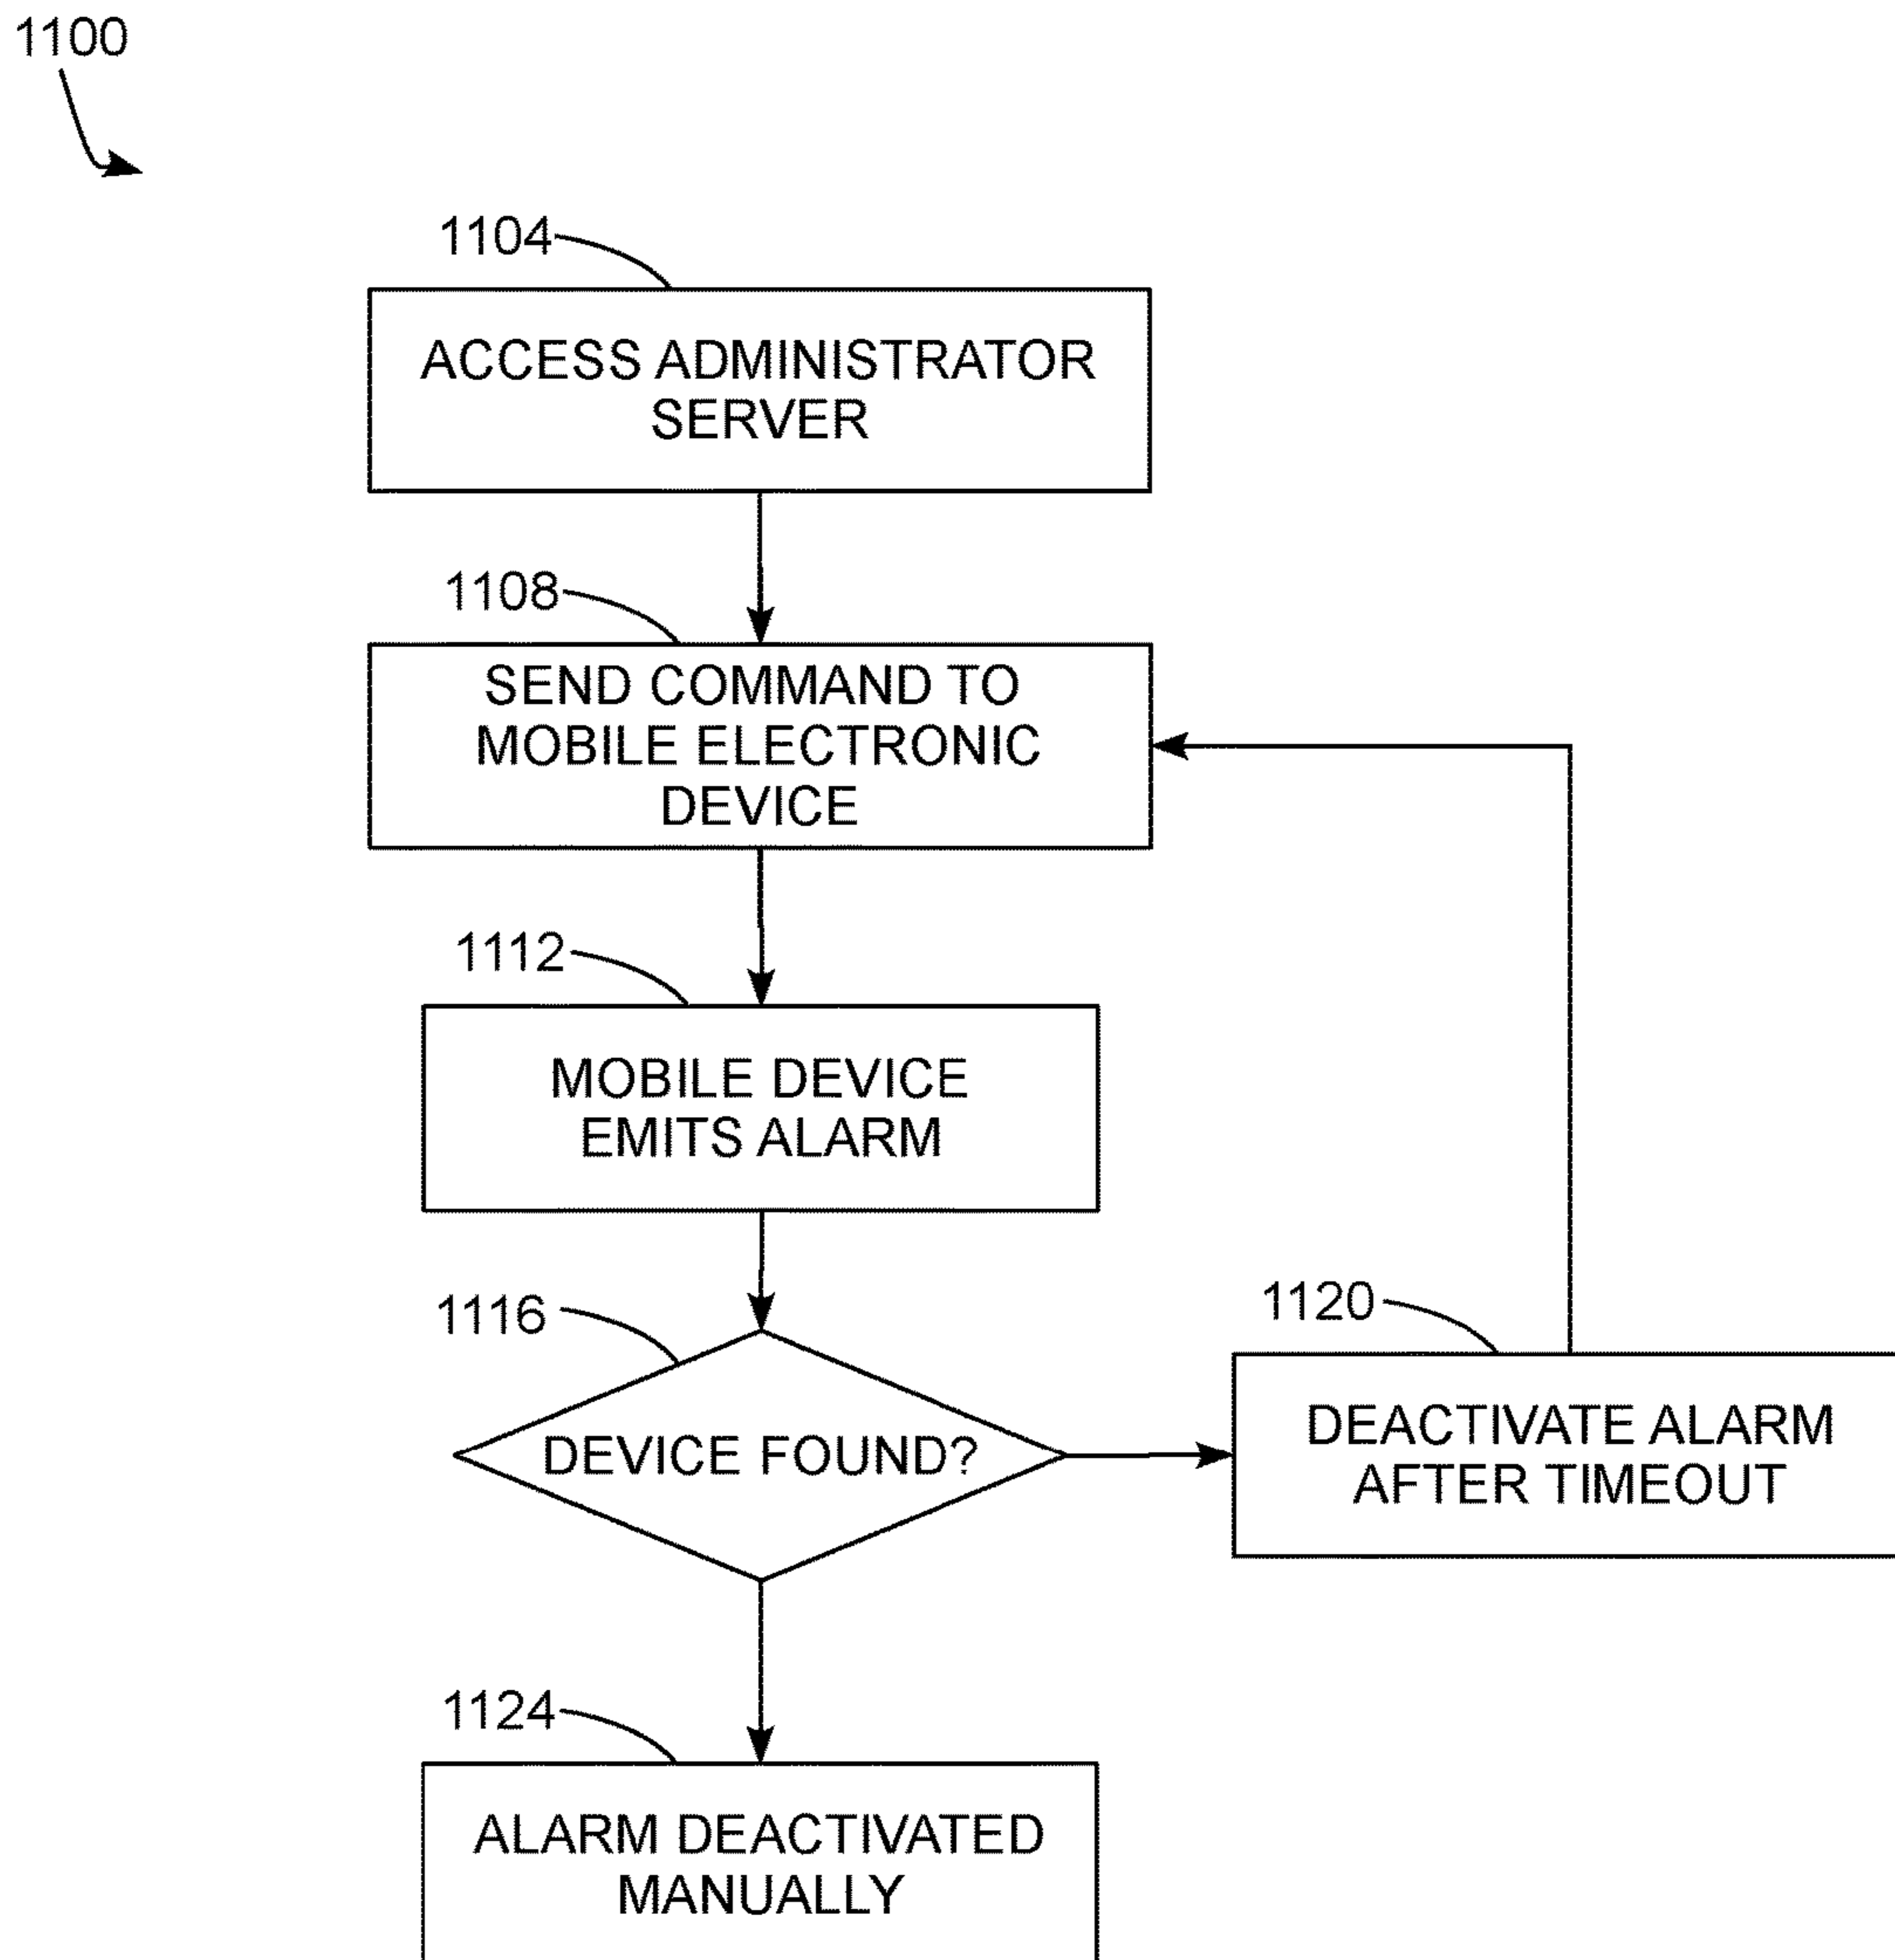 1100
1104
ACCESS ADMINISTRATOR
SERVER
1108
SEND COMMAND TO
MOBILE ELECTRONIC
DEVICE
1112
MOBILE DEVICE
EMITS ALARM
1116
DEVICE FOUND?
1120
DEACTIVATE ALARM
AFTER TIMEOUT
1124
ALARM DEACTIVATED
MANUALLY